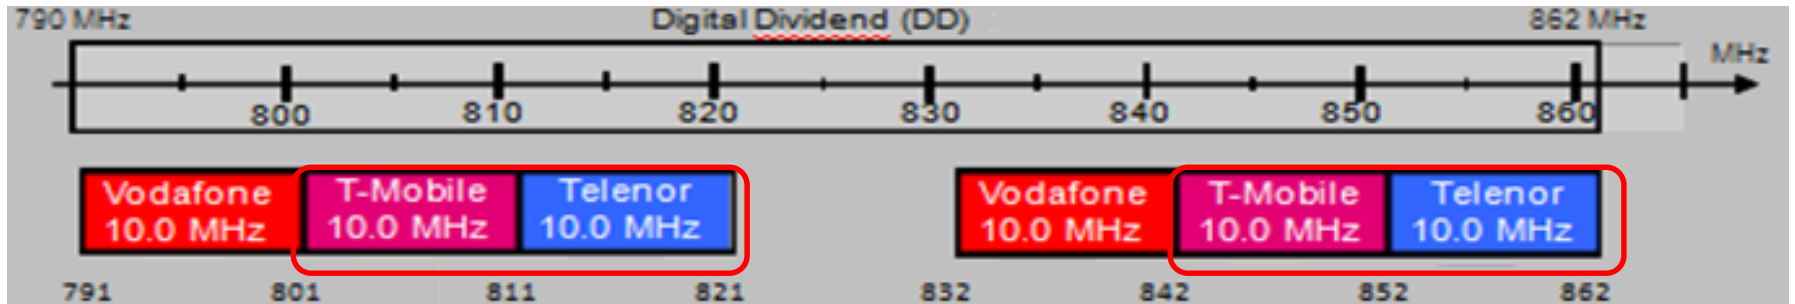 790 MHz Digital Dividend (DD) 862 MHz
MHz
800 810 820 830 840 850 860
Vodafone T-Mobile Telenor Vodafone T-Mobile Telenor
10.0 MHz 10.0 MHz 10.0 MHz 10.0 MHz 10.0 MHz 10.0 MHz
791 801 811 821 832 842 852 862